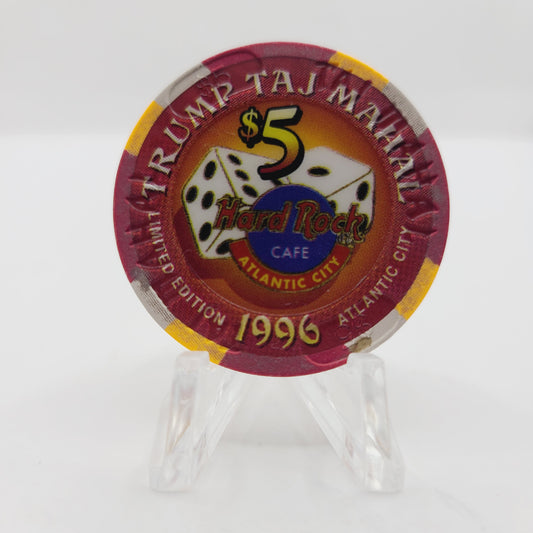 TRUMP TAJ MAHAL
$5
Hard Rock
CAFE
ATLANTIC CITY
LIMITED EDITION
1996
ATLANTIC CITY